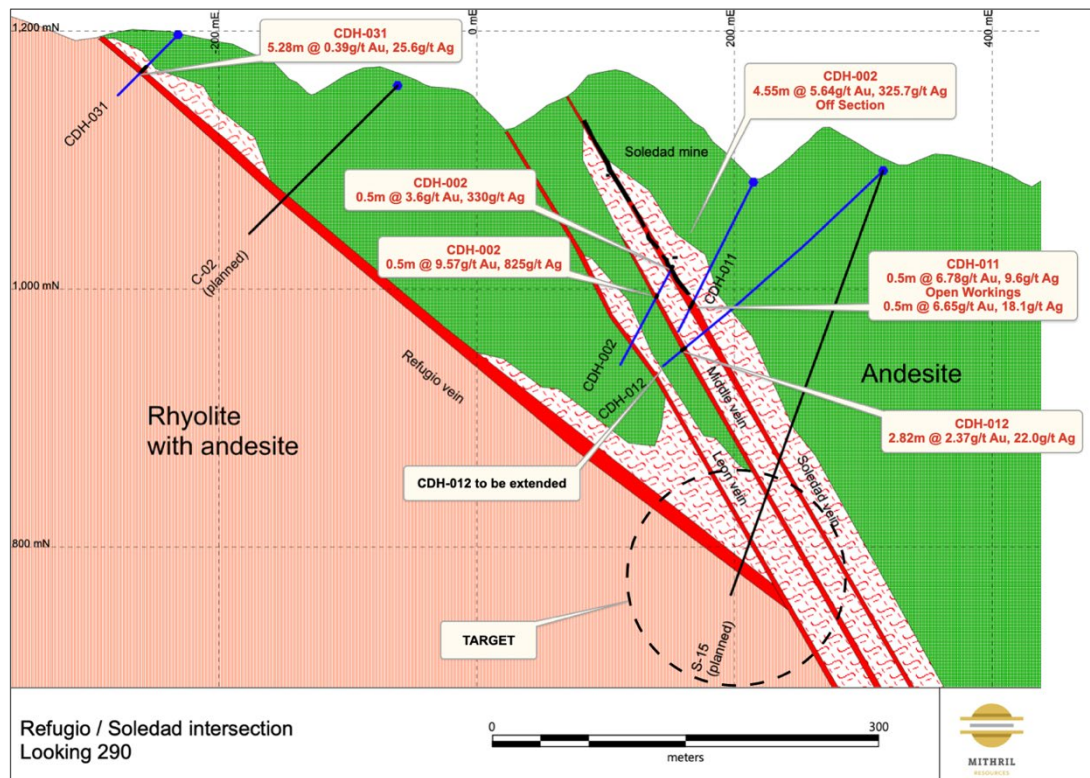 1,200 mN
-200 mE
0 mE
200 mE
400 mE
CDH-031
5.28m @ 0.39g/t Au, 25.6g/t Ag
CDH-002
4.55m @ 5.64g/t Au, 325.7g/t Ag
Off Section
CDH-031
Soledad mine
CDH-002
0.5m @ 3.6g/t Au, 330g/t Ag
CDH-002
0.5m @ 9.57g/t Au, 825g/t Ag
C-02
(planned)
CDH-011
CDH-011
0.5m @ 6.78g/t Au, 9.6g/t Ag
Open Workings
0.5m @ 6.65g/t Au, 18.1g/t Ag
1,000 mN
Refugio vein
CDH-002
CDH-012
Middle vein
Andesite
Rhyolite
with andesite
CDH-012
2.82m @ 2.37g/t Au, 22.0g/t Ag
CDH-012 to be extended
Leon vein
Soledad vein
800 mN
TARGET
S-15
(planned)
Refugio / Soledad intersection
Looking 290
0
300
meters
MITHRIL
RESOURCES